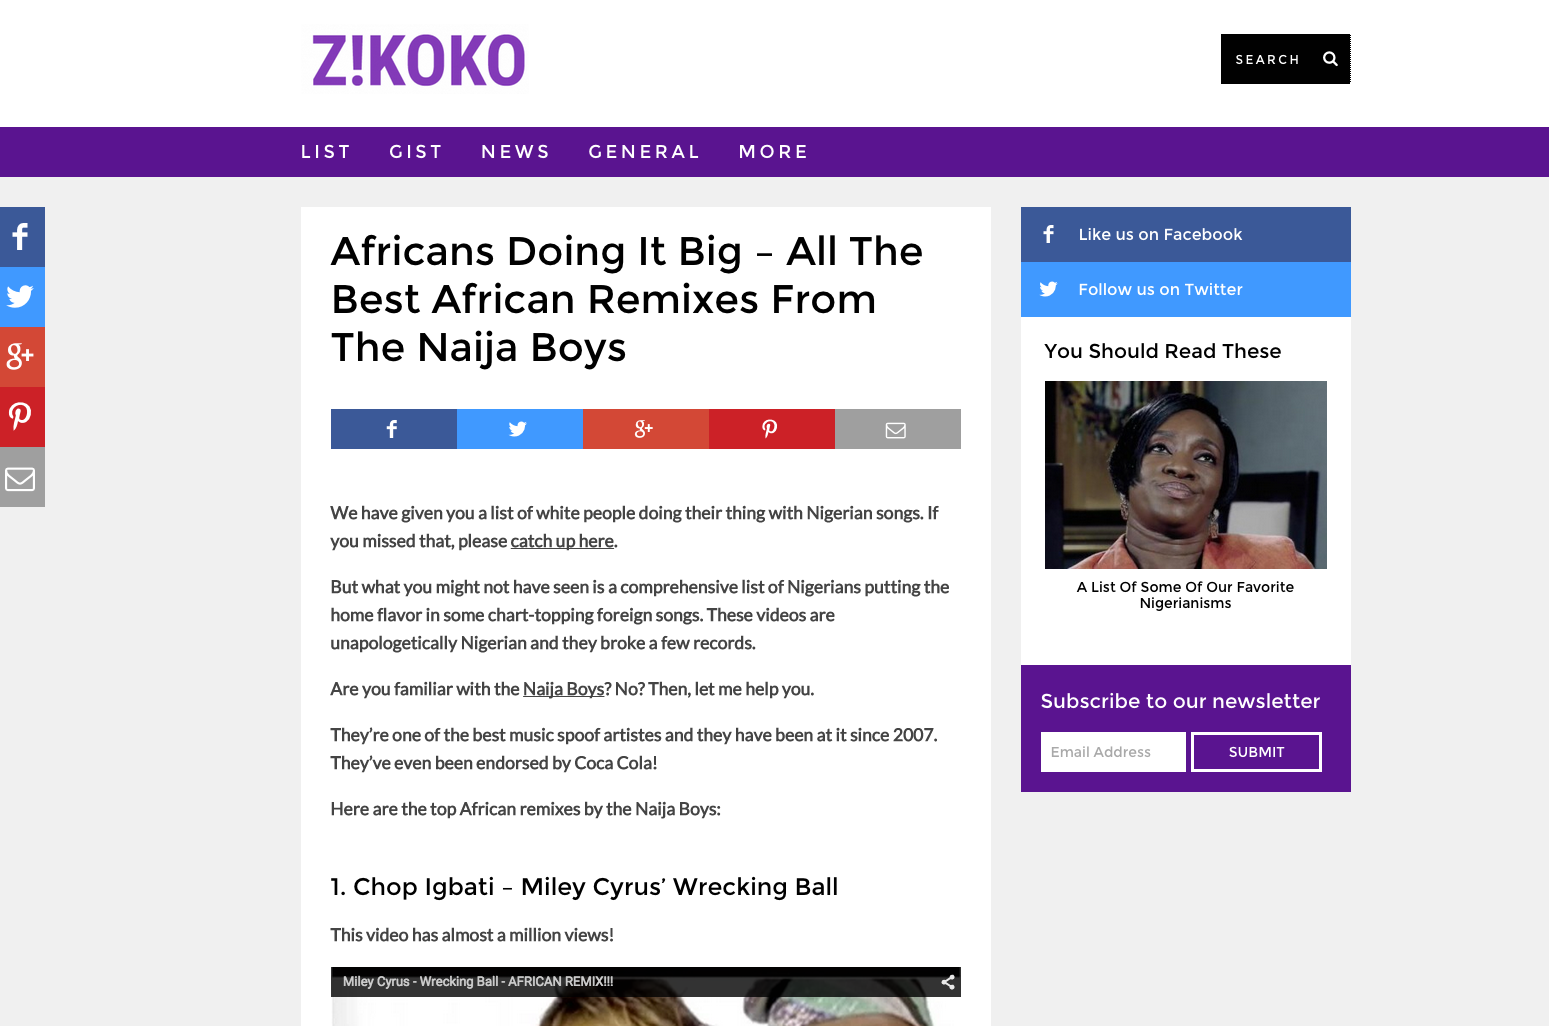 Z!KOKO
SEARCH
LIST GIST NEWS GENERAL MORE
Africans Doing It Big – All The
Best African Remixes From
The Naija Boys
We have given you a list of white people doing their thing with Nigerian songs. If
you missed that, please catch up here.
But what you might not have seen is a comprehensive list of Nigerians putting the
home flavor in some chart-topping foreign songs. These videos are
unapologetically Nigerian and they broke a few records.
Are you familiar with the Naija Boys? No? Then, let me help you.
They’re one of the best music spoof artistes and they have been at it since 2007.
They’ve even been endorsed by Coca Cola!
Here are the top African remixes by the Naija Boys:
1. Chop Igbati – Miley Cyrus’ Wrecking Ball
This video has almost a million views!
Miley Cyrus - Wrecking Ball - AFRICAN REMIX!!!
Like us on Facebook
Follow us on Twitter
You Should Read These
A List Of Some Of Our Favorite
Nigerianisms
Subscribe to our newsletter
Email Address SUBMIT